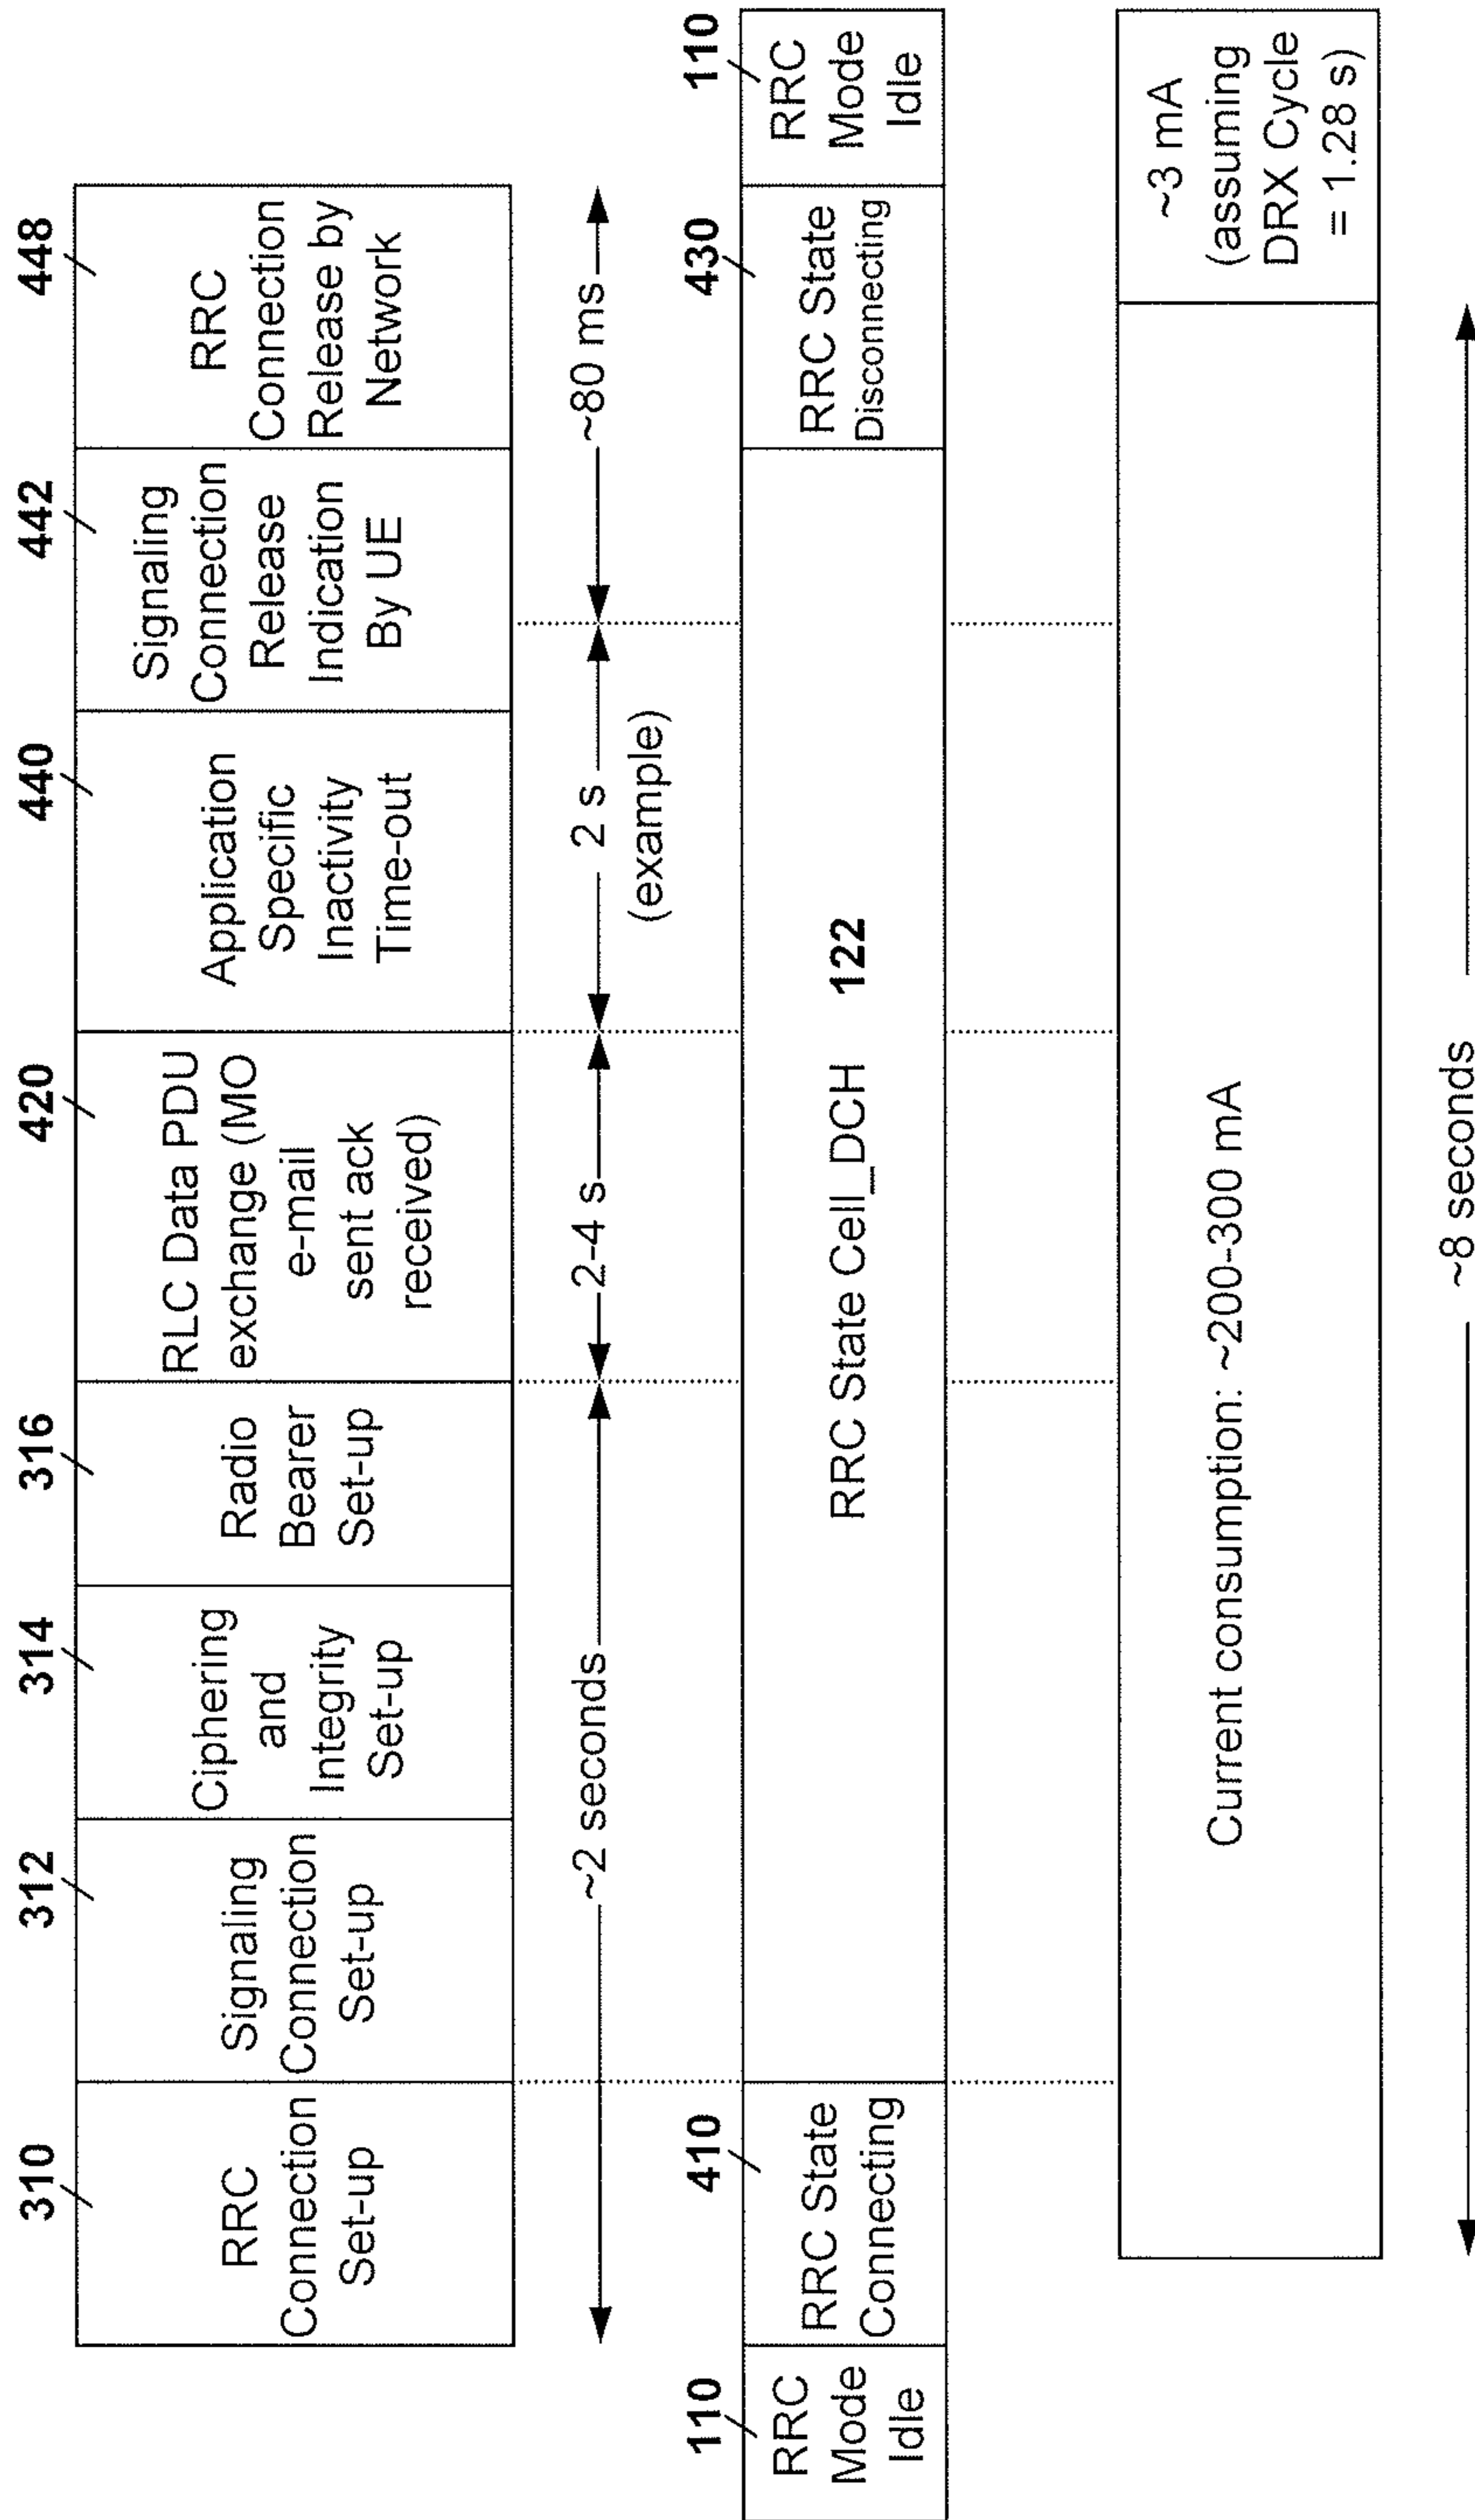 310
312
314
316
420
440
442
448
RRC
Connection
Set-up
Signaling
Connection
Set-up
Ciphering
and
Integrity
Set-up
Radio
Bearer
Set-up
RLC Data PDU
exchange (MO
e-mail
sent ack
received)
Application
Specific
Inactivity
Time-out
Signaling
Connection
Release
Indication
By UE
RRC
Connection
Release by
Network
~2 seconds
2-4 s
2 s
(example)
~80 ms
110
410
430
110
RRC
Mode
Idle
RRC State
Connecting
RRC State Cell_DCH 122
RRC State
Disconnecting
RRC
Mode
Idle
Current consumption: ~200-300 mA
~3 mA
(assuming
DRX Cycle
= 1.28 s)
~8 seconds